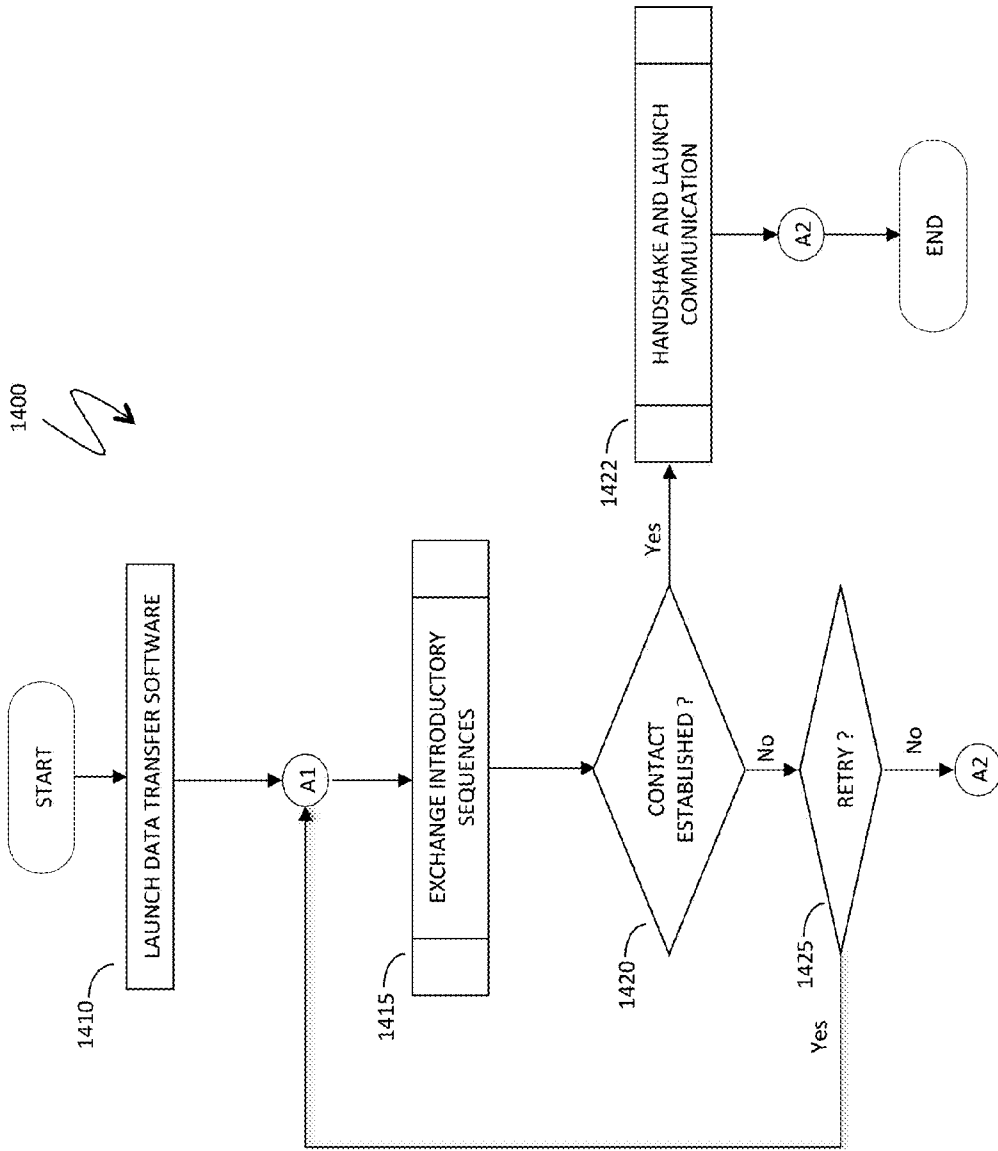 1400
START
1410
LAUNCH DATA TRANSFER SOFTWARE
A1
1415
EXCHANGE INTRODUCTORY
SEQUENCES
1420
CONTACT
ESTABLISHED ?
Yes
No
1422
HANDSHAKE AND LAUNCH
COMMUNICATION
A2
END
1425
RETRY ?
Yes
No
A2